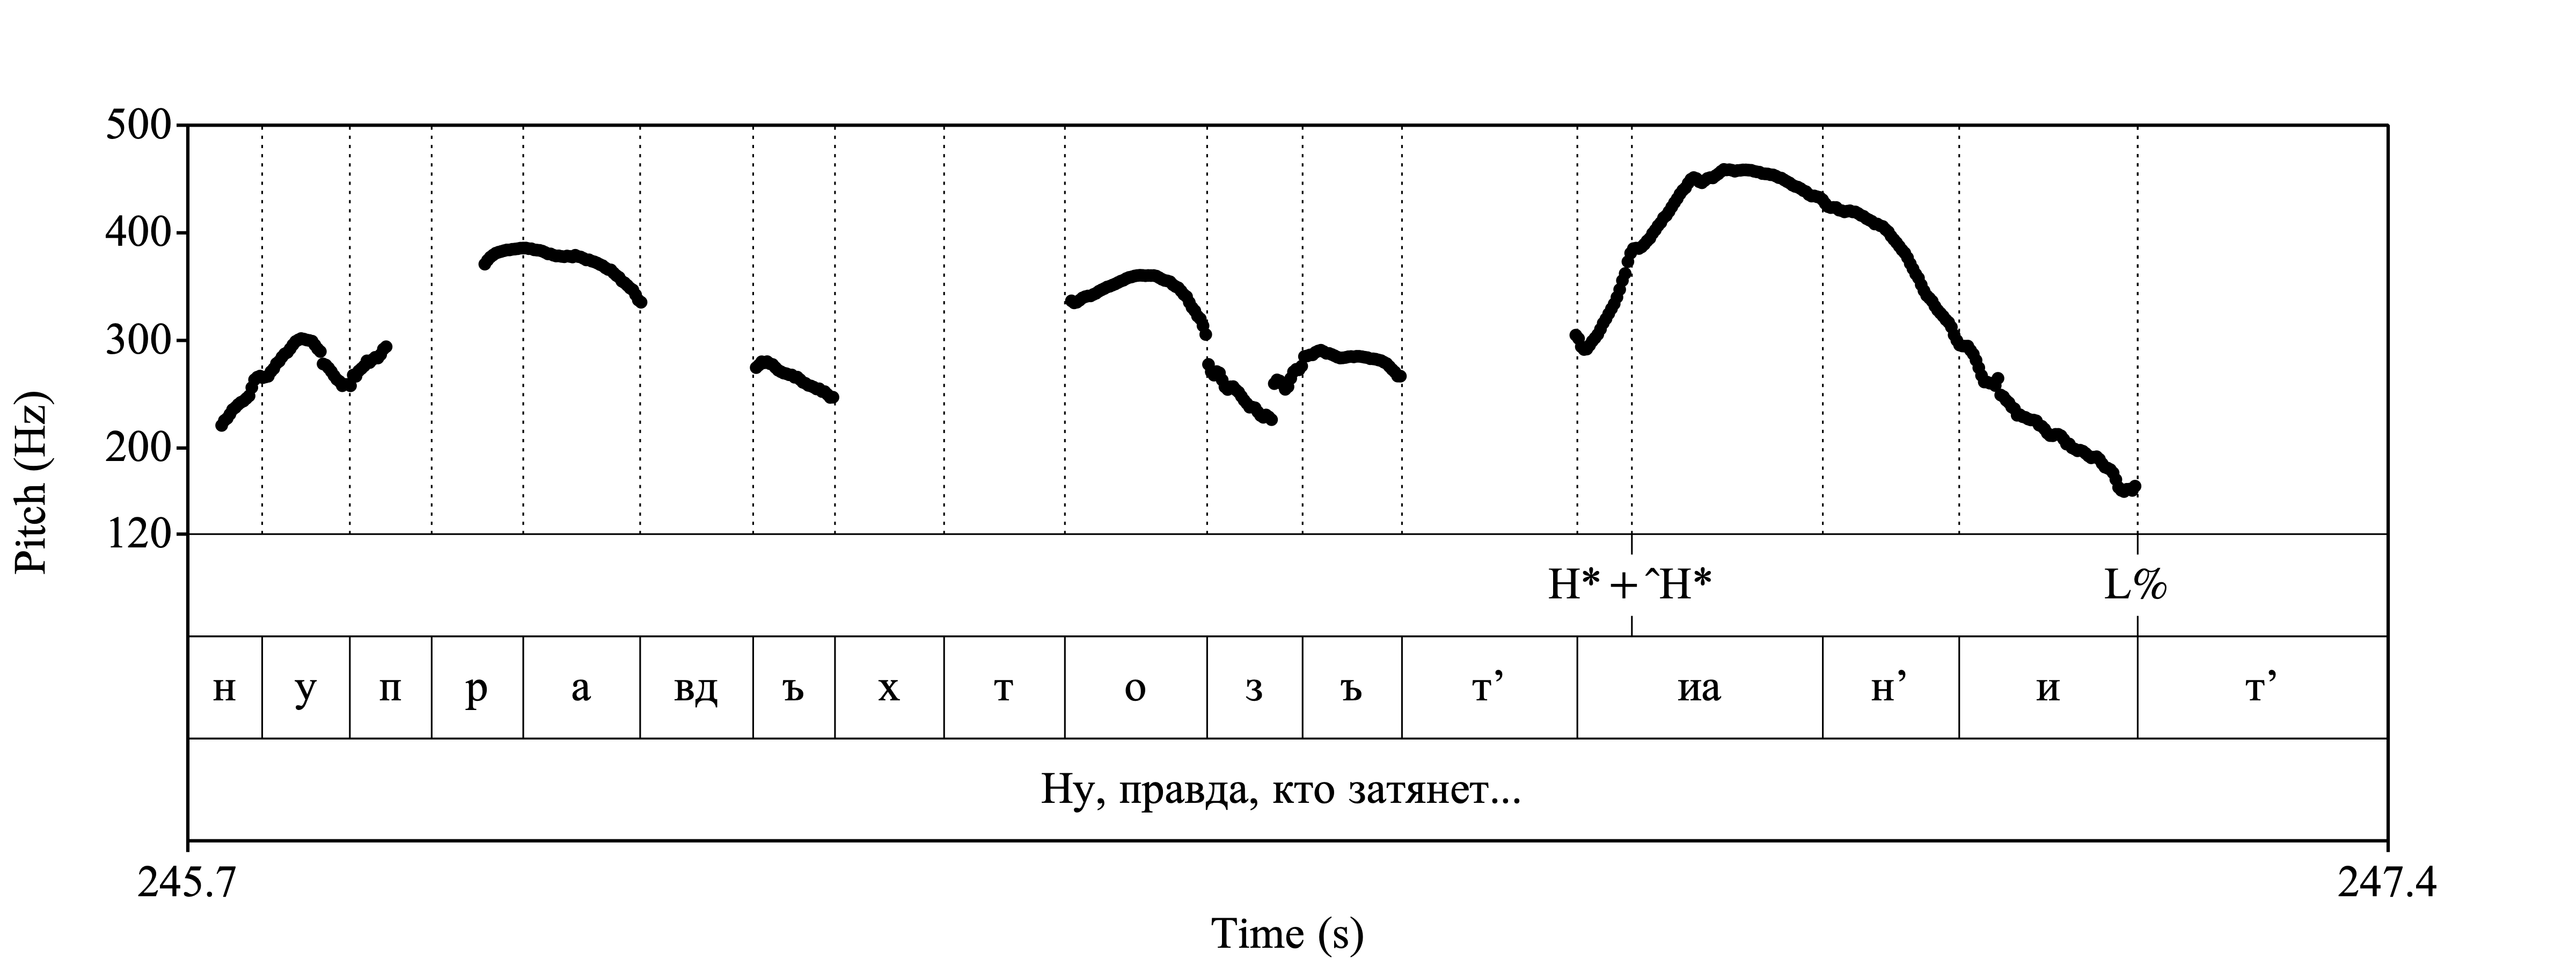 500
400
300
200
120
Pitch (Hz)
H* + ˆH* L%
н у п р а вд ъ х т о з ъ т’ иа н’ и т’
Ну, правда, кто затянет...
245.7 247.4
Time (s)